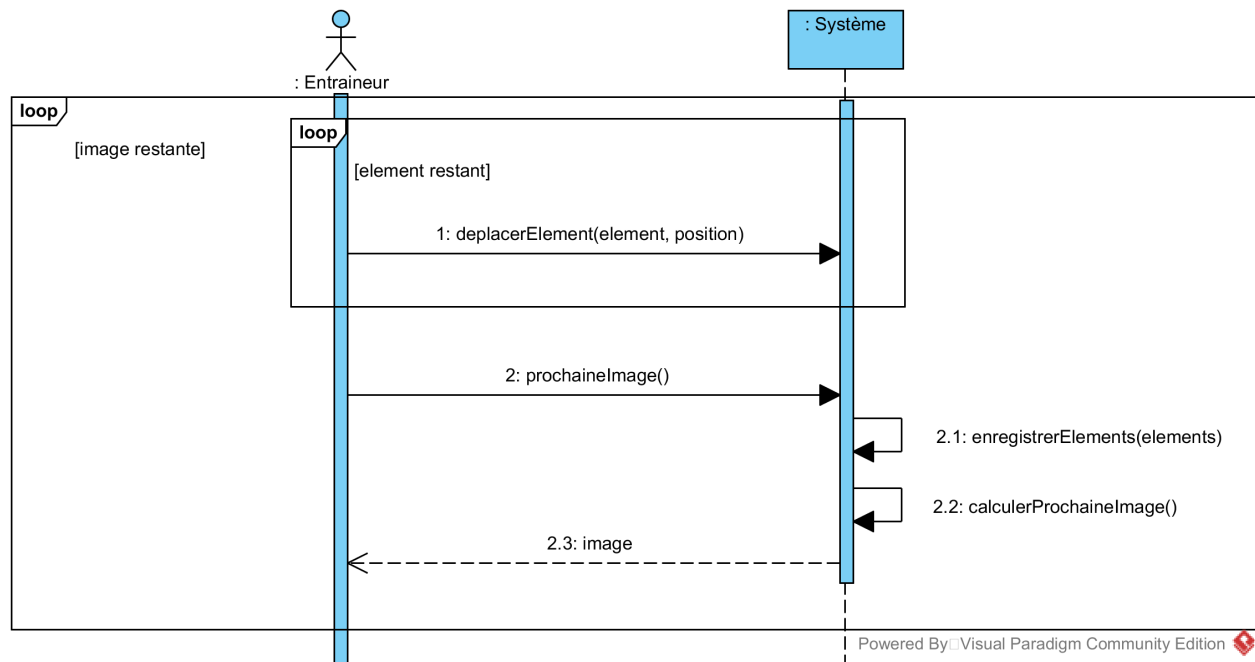 : Entraineur
: Système
loop
[image restante]
loop
[element restant]
1: deplacerElement(element, position)
2: prochaineImage()
2.1: enregistrerElements(elements)
2.2: calculerProchaineImage()
2.3: image
Powered By Visual Paradigm Community Edition